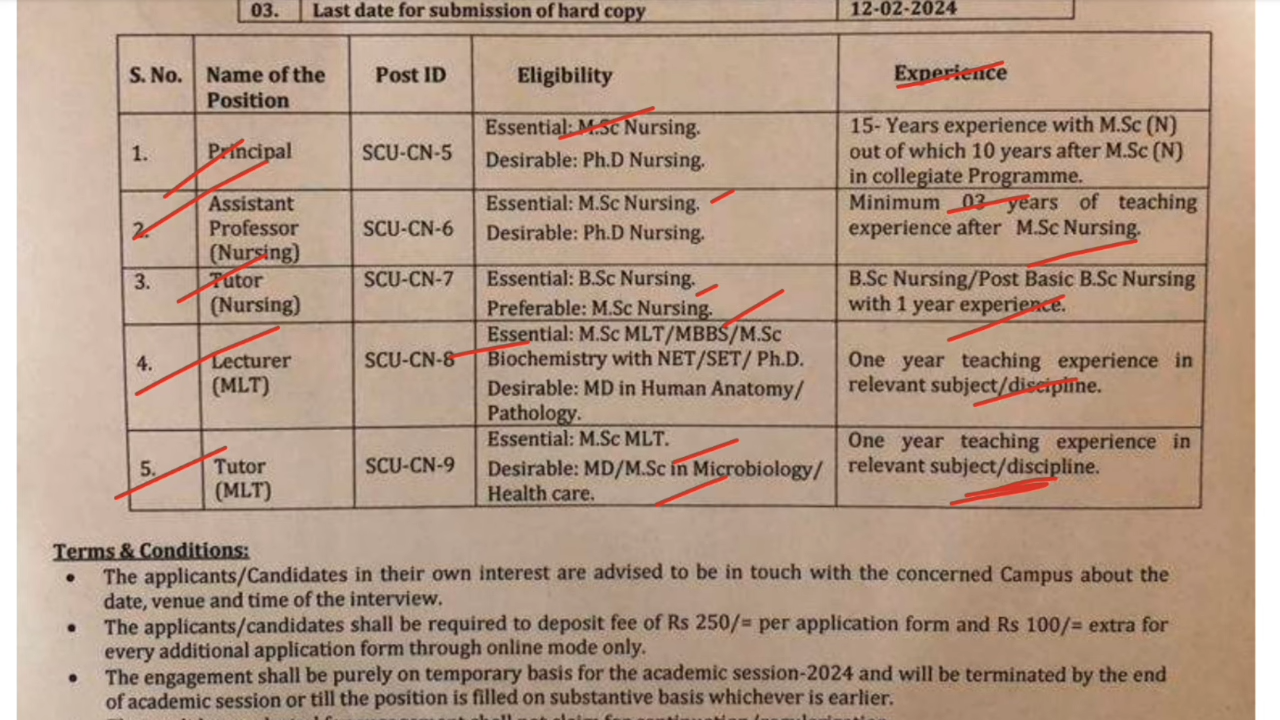 03. Last date for submission of hard copy 12-02-2024
S. No. Name of the Position Post ID Eligibility Experience
1. Principal SCU-CN-5 Essential: M.Sc Nursing.
Desirable: Ph.D Nursing.
15- Years experience with M.Sc (N)
out of which 10 years after M.Sc (N)
in collegiate Programme.
2. Assistant
Professor
(Nursing)
SCU-CN-6
Essential: M.Sc Nursing.
Desirable: Ph.D Nursing.
Minimum 03 years of teaching
experience after M.Sc Nursing.
3. Tutor
(Nursing)
SCU-CN-7
Essential: B.Sc Nursing.
Preferable: M.Sc Nursing.
B.Sc Nursing/Post Basic B.Sc Nursing
with 1 year experience.
4. Lecturer
(MLT)
SCU-CN-8
Essential: M.Sc MLT/MBBS/M.Sc
Biochemistry with NET/SET/ Ph.D.
Desirable: MD in Human Anatomy/
Pathology.
One year teaching experience in
relevant subject/discipline.
5. Tutor
(MLT)
SCU-CN-9
Essential: M.Sc MLT.
Desirable: MD/M.Sc in Microbiology/
Health care.
One year teaching experience in
relevant subject/discipline.
Terms & Conditions:
• The applicants/Candidates in their own interest are advised to be in touch with the concerned Campus about the
date, venue and time of the interview.
• The applicants/candidates shall be required to deposit fee of Rs 250/= per application form and Rs 100/= extra for
every additional application form through online mode only.
• The engagement shall be purely on temporary basis for the academic session-2024 and will be terminated by the end
of academic session or till the position is filled on substantive basis whichever is earlier.